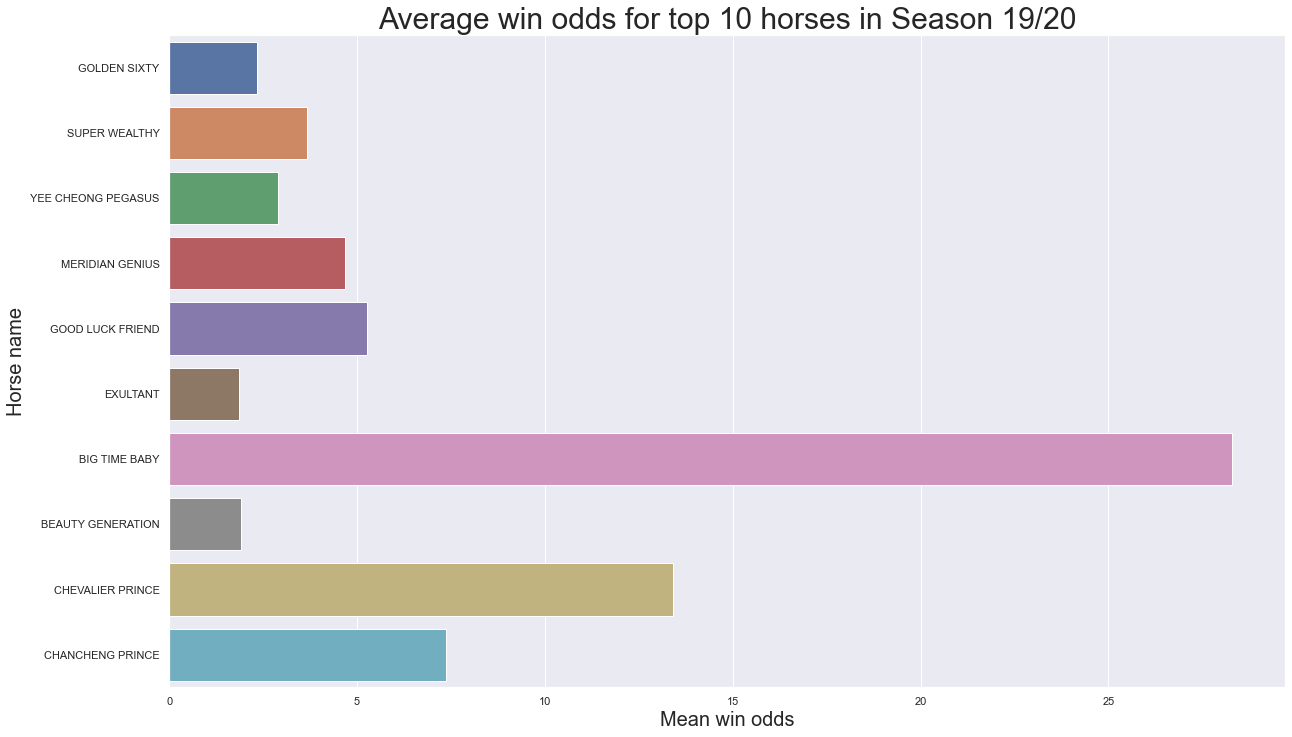 Average win odds for top 10 horses in Season 19/20
Horse name
GOLDEN SIXTY
SUPER WEALTHY
YEE CHEONG PEGASUS
MERIDIAN GENIUS
GOOD LUCK FRIEND
EXULTANT
BIG TIME BABY
BEAUTY GENERATION
CHEVALIER PRINCE
CHANCHENG PRINCE
0 5 10 15 20 25
Mean win odds